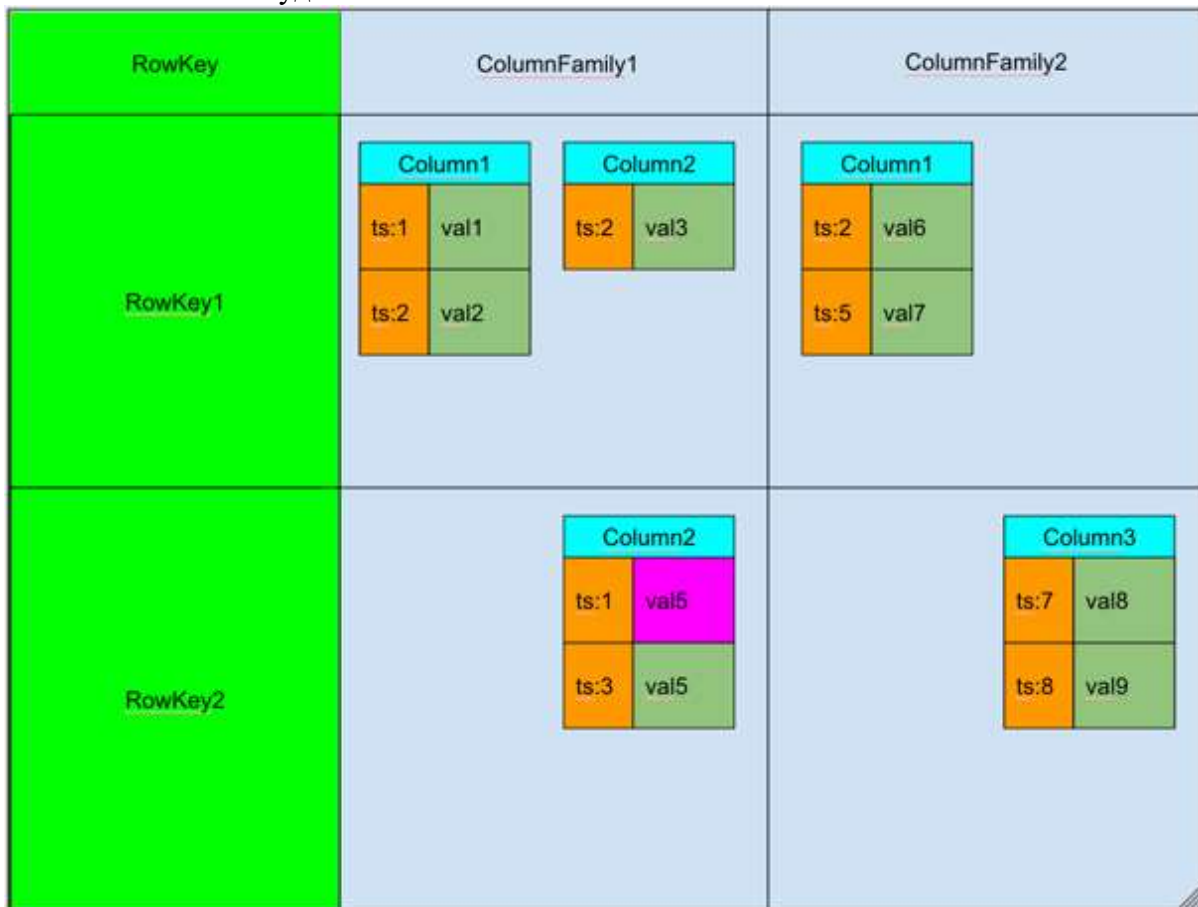 RowKey ColumnFamily1 ColumnFamily2
RowKey1
Column1
ts:1 val1
ts:2 val2
Column2
ts:2 val3
Column1
ts:2 val6
ts:5 val7
RowKey2
Column2
ts:1 val5
ts:3 val5
Column3
ts:7 val8
ts:8 val9